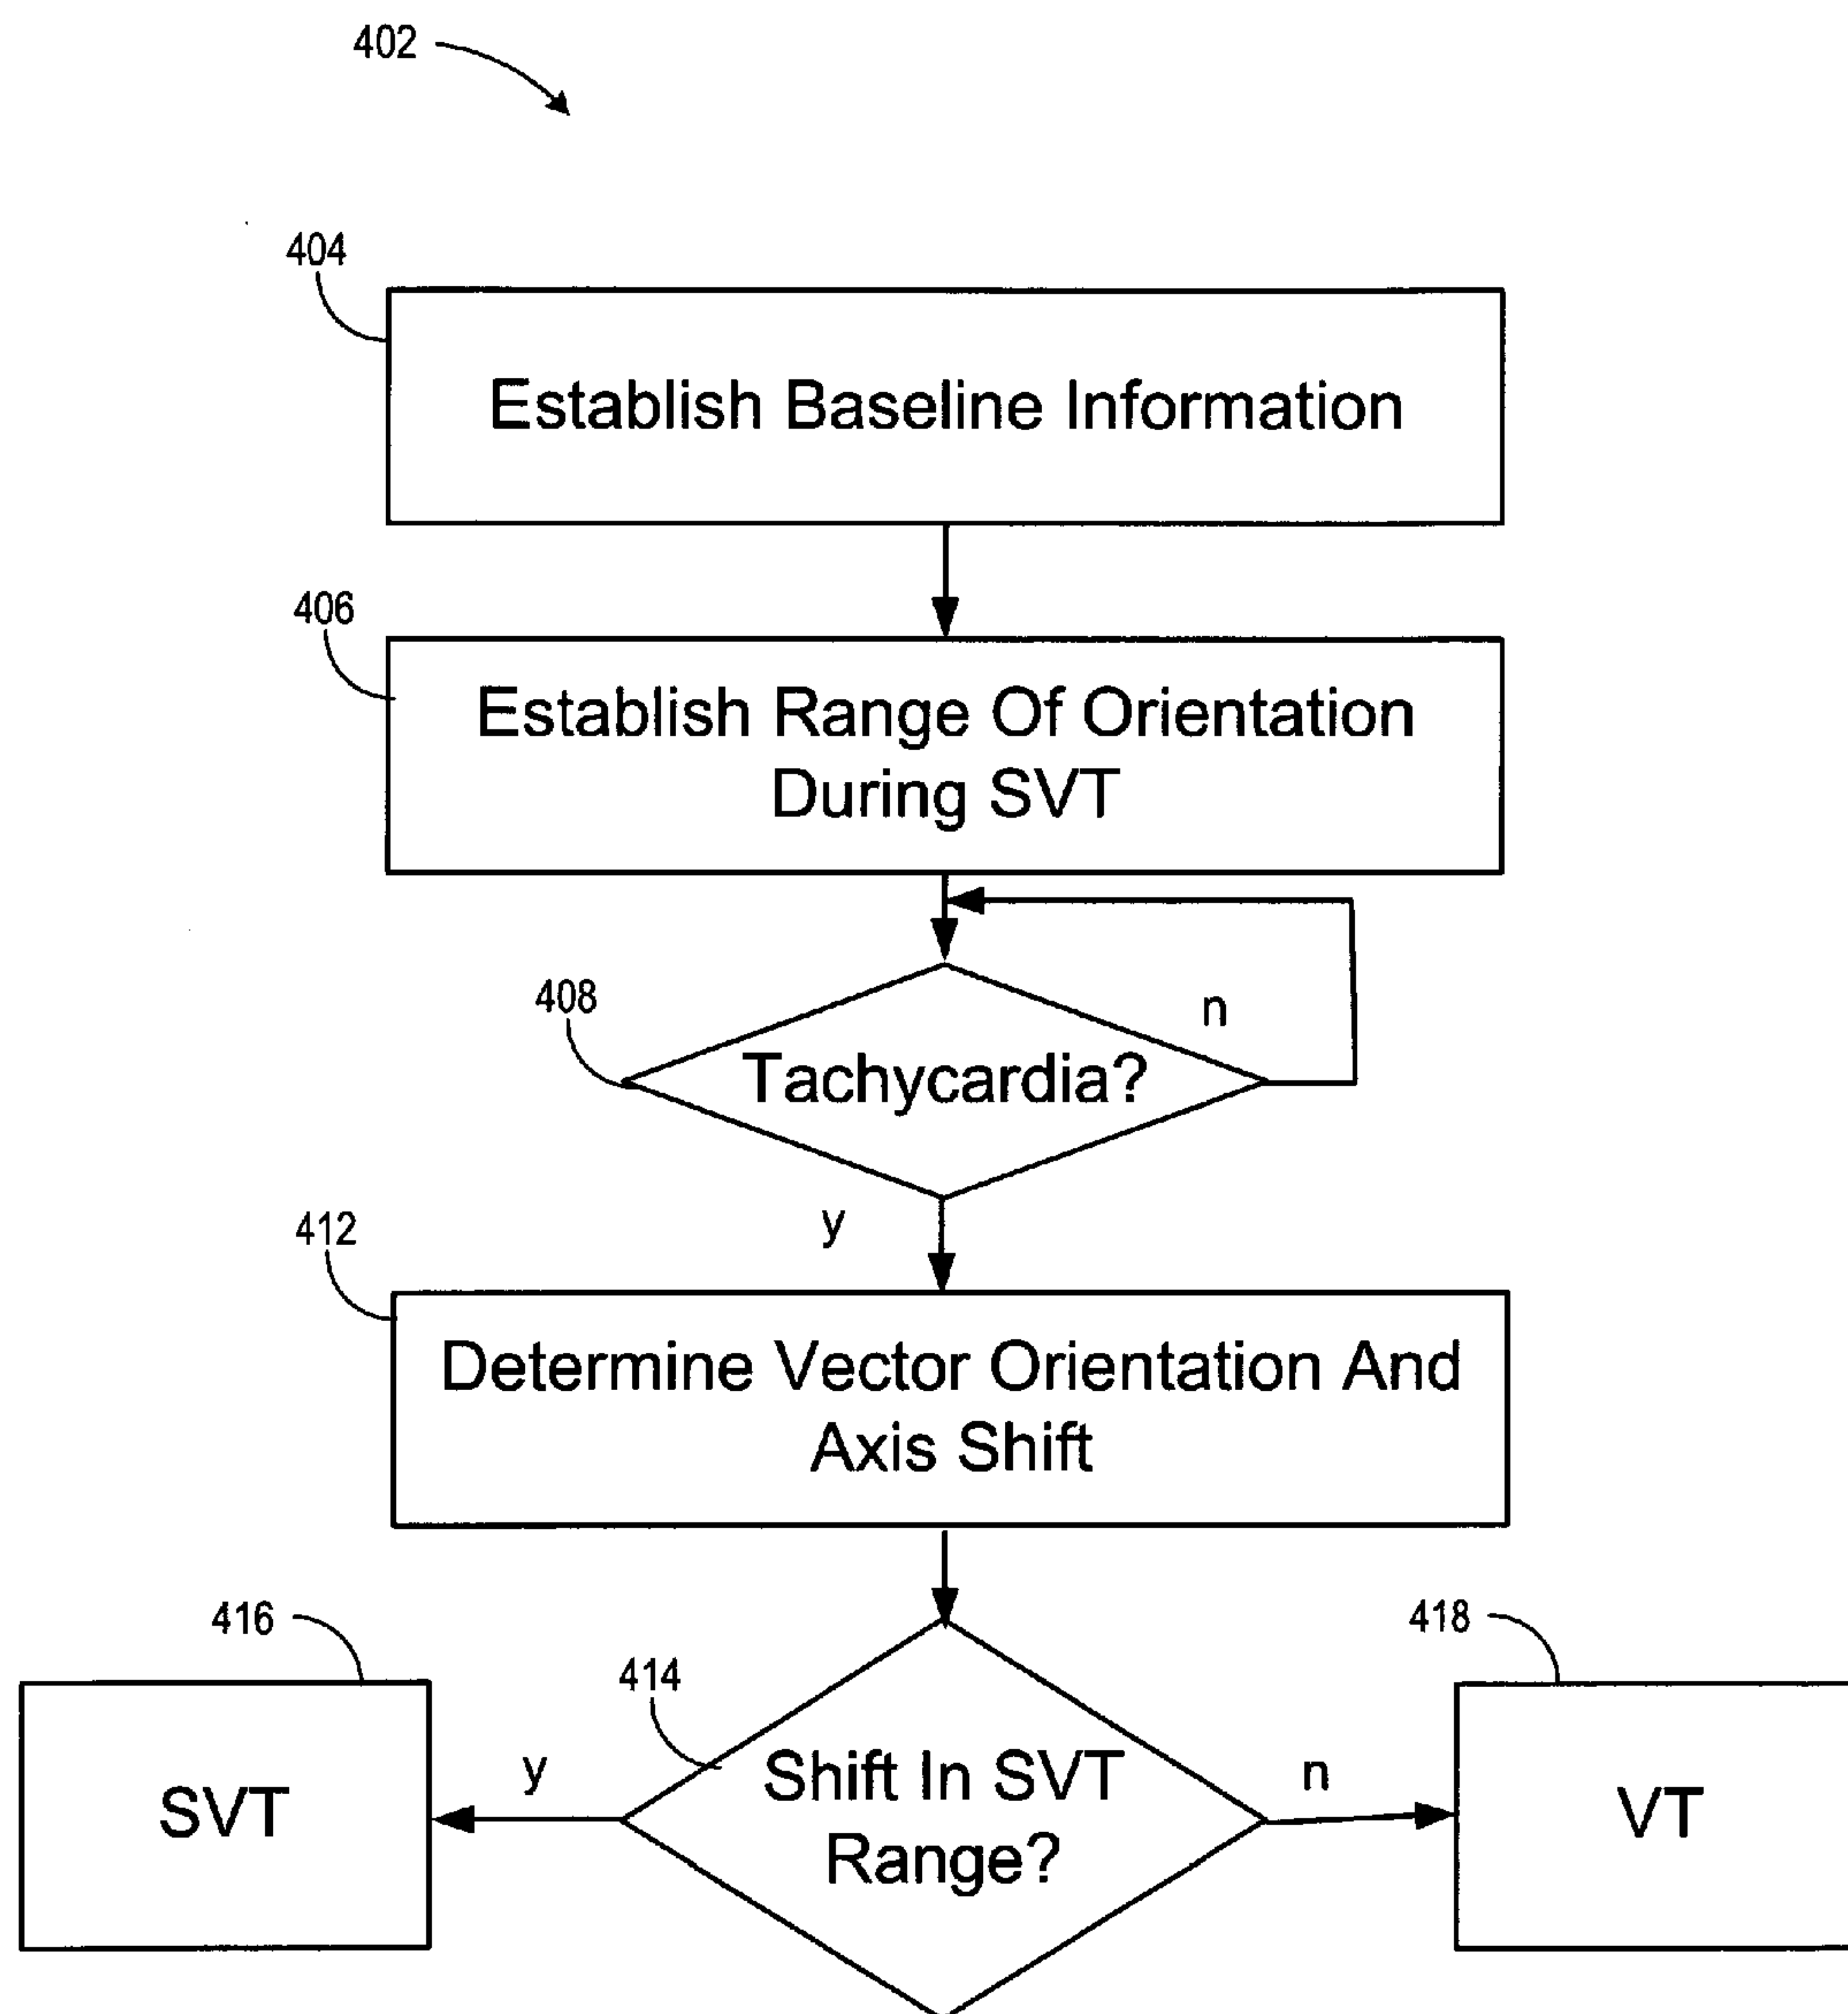 402
404
Establish Baseline Information
406
Establish Range Of Orientation
During SVT
408
n
Tachycardia?
y
412
Determine Vector Orientation And
Axis Shift
416
418
414
y
Shift In SVT
n
SVT
VT
Range?